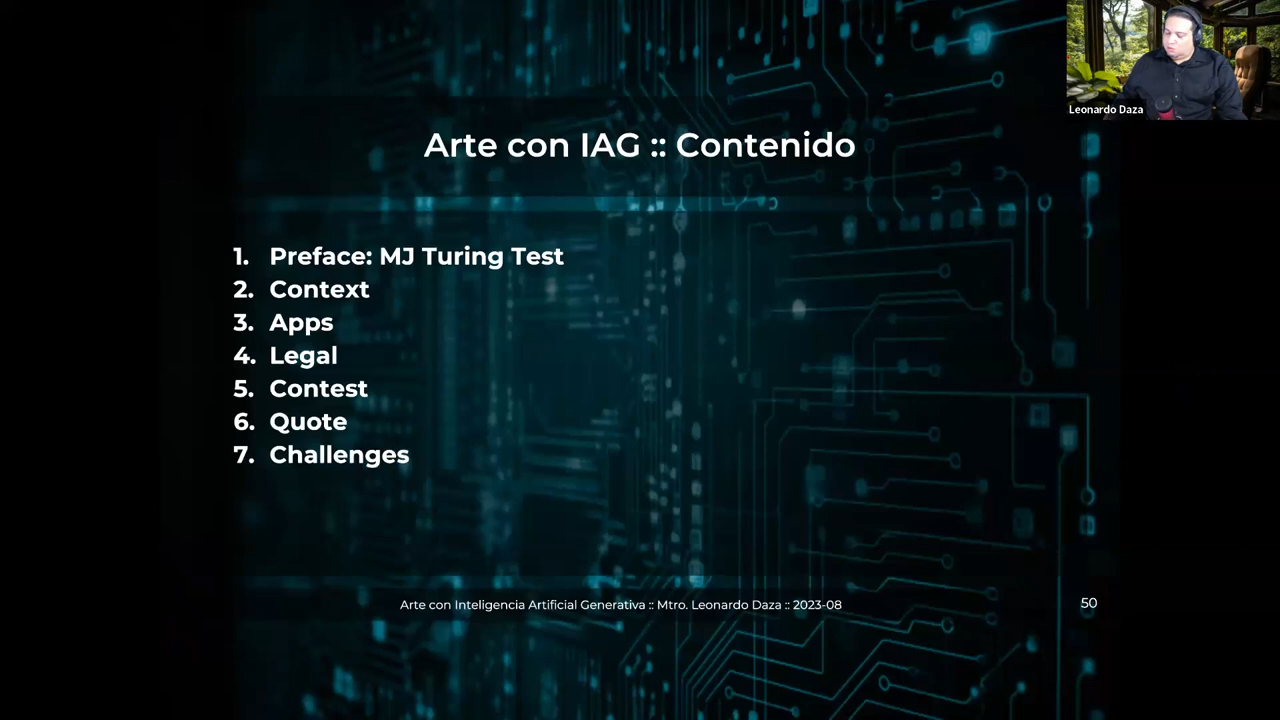 Leonardo Daza
Arte con IAG :: Contenido
1. Preface: MJ Turing Test
2. Context
3. Apps
4. Legal
5. Contest
6. Quote
7. Challenges
Arte con Inteligencia Artificial Generativa :: Mtro. Leonardo Daza :: 2023-08
50